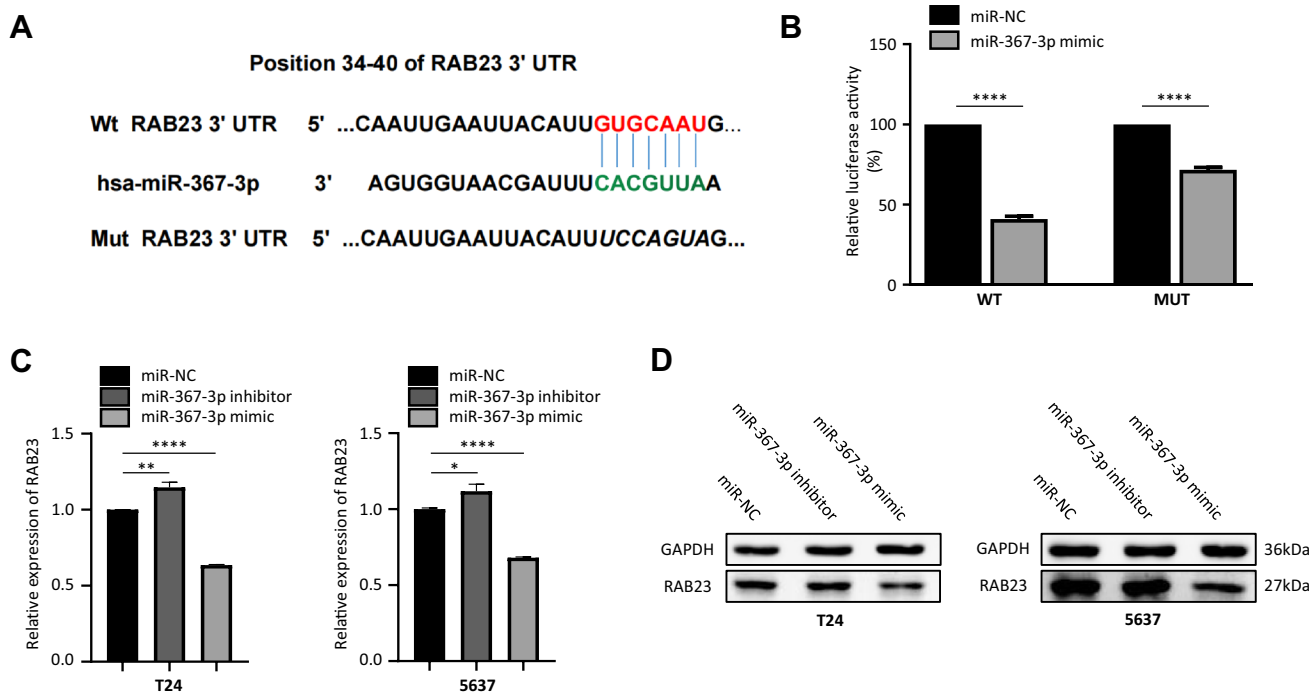 A
Position 34-40 of RAB23 3' UTR
Wt RAB23 3' UTR 5' ...CAAUUGAAUUACAUUGUGCAAUG...
hsa-miR-367-3p 3' AGUGGUAACGAUUUCACGUUAA
Mut RAB23 3' UTR 5' ...CAAUUGAAUUACAUUUCCAGUAG...
B
miR-NC
miR-367-3p mimic
Relative luciferase activity
(%)
150
100
50
0
****
****
WT
MUT
C
miR-NC
miR-367-3p inhibitor
miR-367-3p mimic
Relative expression of RAB23
1.5
1.0
0.5
0.0
****
**
T24
miR-NC
miR-367-3p inhibitor
miR-367-3p mimic
Relative expression of RAB23
1.5
1.0
0.5
0.0
****
*
5637
D
miR-NC
miR-367-3p inhibitor
miR-367-3p mimic
GAPDH
RAB23
T24
miR-NC
miR-367-3p inhibitor
miR-367-3p mimic
GAPDH 36kDa
RAB23 27kDa
5637